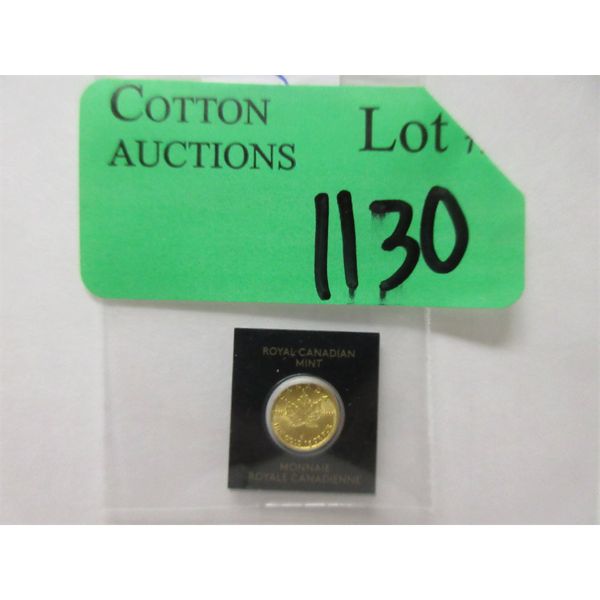 COTTON Lot
AUCTIONS
1130
ROYAL CANADIAN
MINT
MONNAIE
ROYALE CANADIENNE